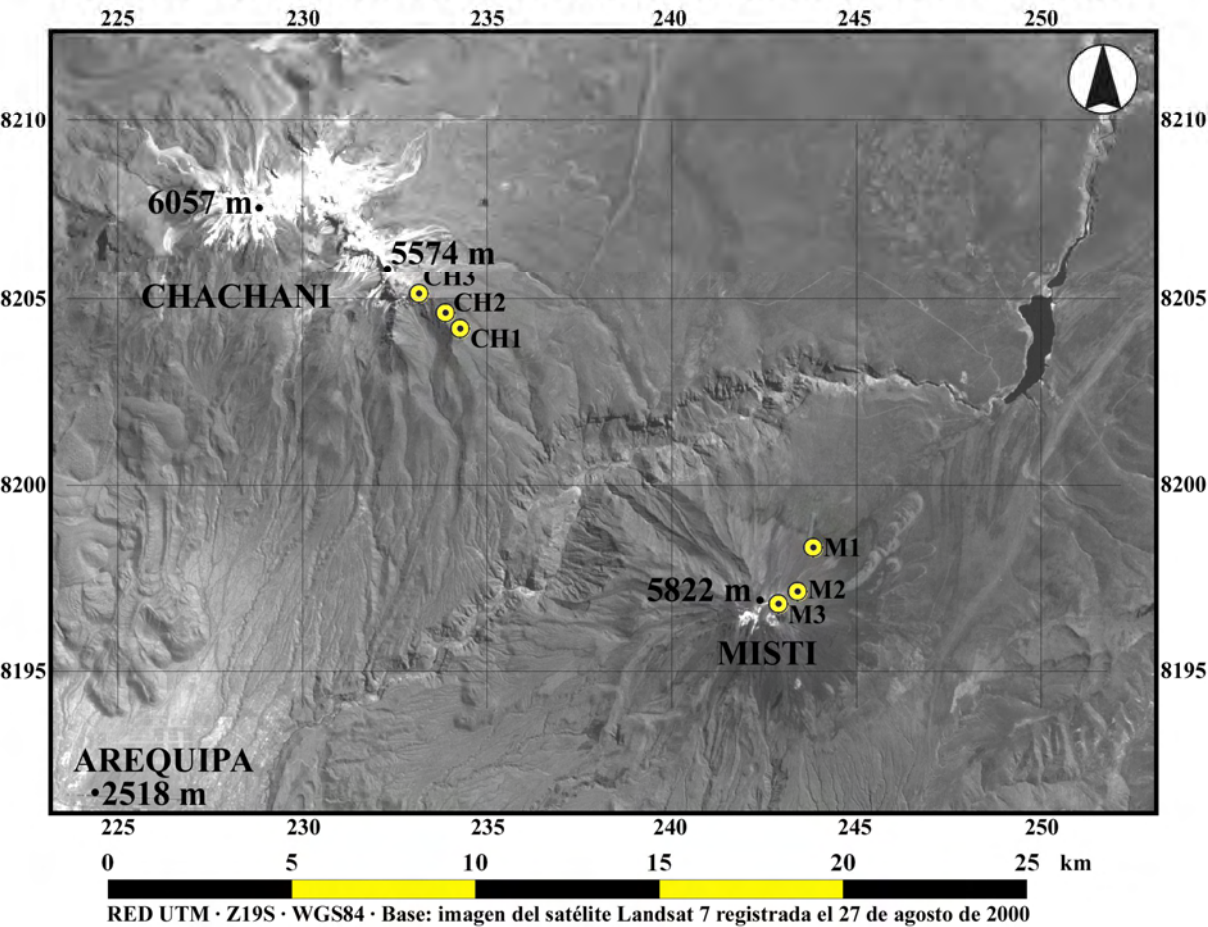 225 230 235 240 245 250
8210 8210
6057 m
5574 m
CH3
CHACHANI
8205 8205
CH2
CH1
8200 8200
M1
5822 m
M2
M3
MISTI
8195 8195
AREQUIPA
2518 m
225 230 235 240 245 250
0 5 10 15 20 25 km
RED UTM · Z19S · WGS84 · Base: imagen del satélite Landsat 7 registrada el 27 de agosto de 2000